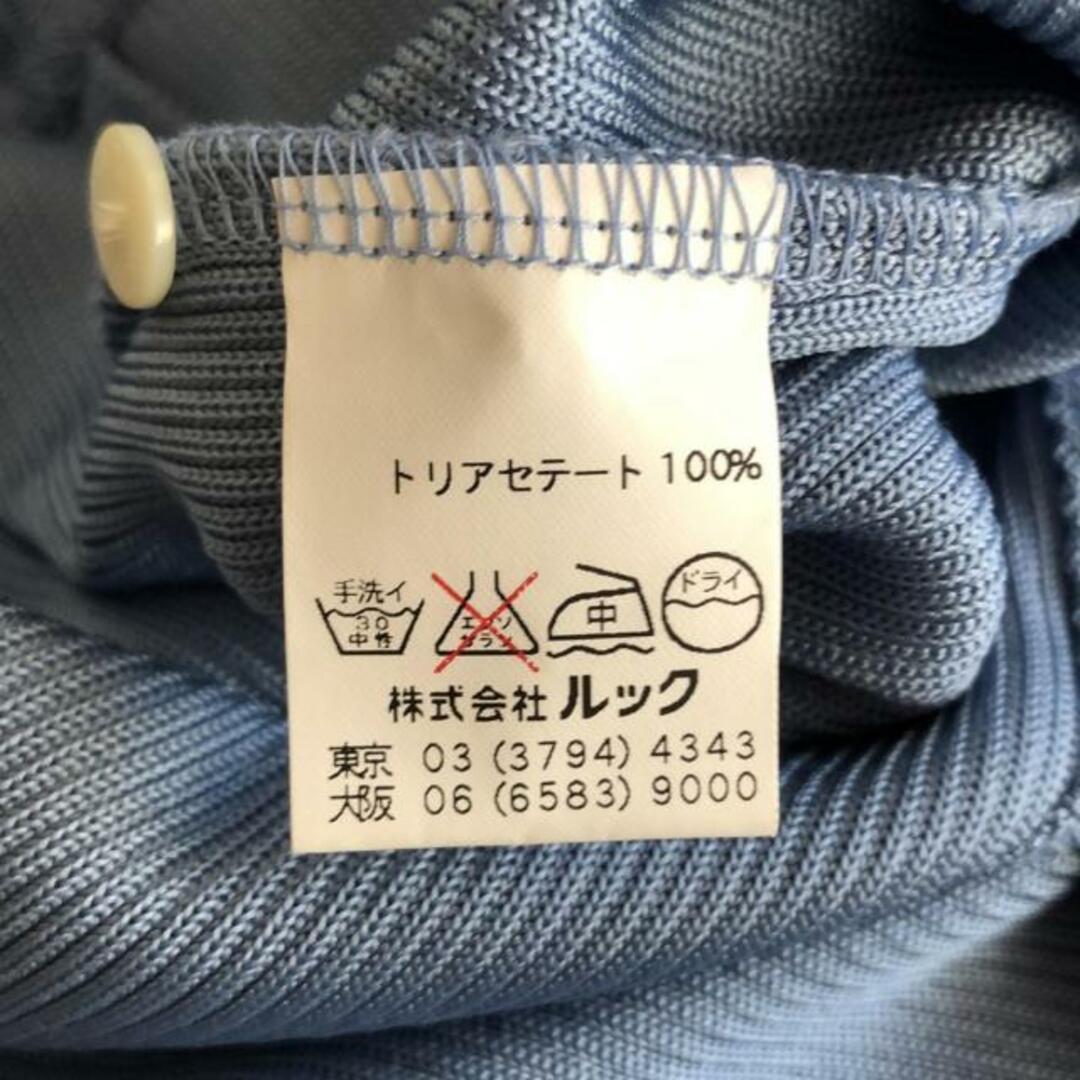 トリアセテート 100%
手洗イ
30
中性
エンソ
サラシ
中
ドライ
株式会社 ルック
東京 03 (3794) 4343
大阪 06 (6583) 9000